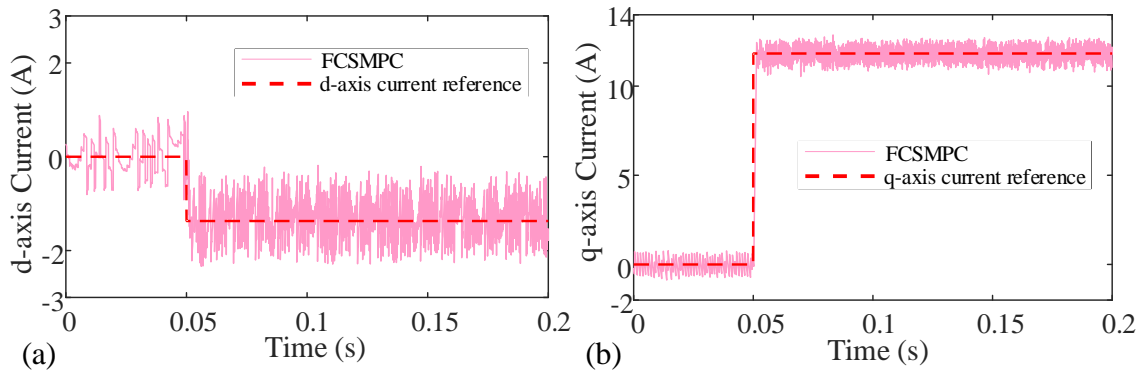 3
2
0
-2
-3
d-axis Current (A)
FCSMPC
d-axis current reference
0
0.05
0.1
0.15
0.2
Time (s)
(a)
14
12
5
0
-2
q-axis Current (A)
FCSMPC
q-axis current reference
0
0.05
0.1
0.15
0.2
Time (s)
(b)